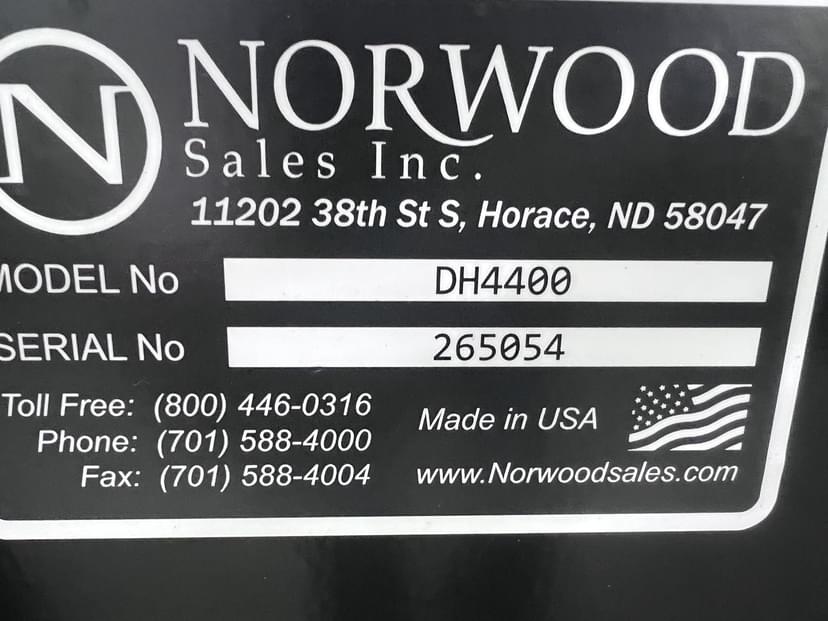 N
NORWOOD
Sales Inc.
11202 38th St S, Horace, ND 58047
MODEL No DH4400
SERIAL No 265054
Toll Free: (800) 446-0316
Phone: (701) 588-4000
Fax: (701) 588-4004
Made in USA
www.Norwoodsales.com